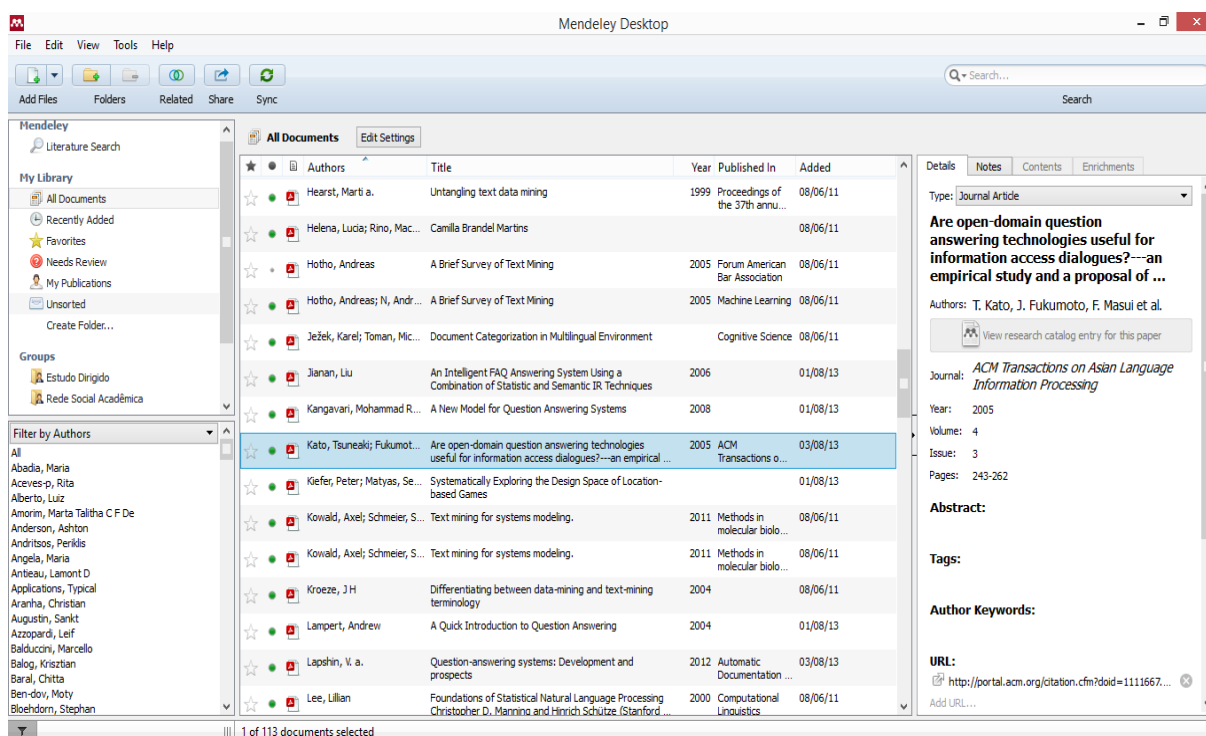 Mendeley Desktop
File Edit View Tools Help
Search...
Add Files Folders Related Share Sync Search
Mendeley
Literature Search
My Library
All Documents
Recently Added
Favorites
Needs Review
My Publications
Unsorted
Create Folder...
Groups
Estudo Dirigido
Rede Social Acadêmica
Filter by Authors
All
Abadia, Maria
Aceves-p, Rita
Alberto, Luiz
Amorim, Marta Talitha C F De
Anderson, Ashton
Andritsos, Periklis
Angela, Maria
Antieau, Lamont D
Applications, Typical
Aranha, Christian
Augustin, Sankt
Azzopardi, Leif
Balduccini, Marcello
Balog, Krisztian
Baral, Chitta
Ben-dov, Moty
Bloehdorn, Stephan
All Documents Edit Settings
Authors Title Year Published In Added
Hearst, Marti a. Untangling text data mining 1999 Proceedings of 08/06/11
the 37th annu...
Helena, Lucia; Rino, Mac... Camilla Brandel Martins 08/06/11
Hotho, Andreas A Brief Survey of Text Mining 2005 Forum American 08/06/11
Bar Association
Hotho, Andreas; N, Andr... A Brief Survey of Text Mining 2005 Machine Learning 08/06/11
Ježek, Karel; Toman, Mic... Document Categorization in Multilingual Environment Cognitive Science 08/06/11
Jianan, Liu An Intelligent FAQ Answering System Using a 2006 01/08/13
Combination of Statistic and Semantic IR Techniques
Kangavari, Mohammad R... A New Model for Question Answering Systems 2008 01/08/13
Kato, Tsuneaki; Fukumot... Are open-domain question answering technologies 2005 ACM 03/08/13
useful for information access dialogues?---an empirical ... Transactions o...
Kiefer, Peter; Matyas, Se... Systematically Exploring the Design Space of Location- 01/08/13
based Games
Kowald, Axel; Schmeier, S... Text mining for systems modeling. 2011 Methods in 08/06/11
molecular biolo...
Kowald, Axel; Schmeier, S... Text mining for systems modeling. 2011 Methods in 08/06/11
molecular biolo...
Kroeze, J H Differentiating between data-mining and text-mining 2004 08/06/11
terminology
Lampert, Andrew A Quick Introduction to Question Answering 2004 01/08/13
Lapshin, V. a. Question-answering systems: Development and 2012 Automatic 03/08/13
prospects Documentation ...
Lee, Lillian Foundations of Statistical Natural Language Processing 2000 Computational 08/06/11
Christopher D. Manning and Hinrich Schütze (Stanford ... Linguistics
Details Notes Contents Enrichments
Type: Journal Article
Are open-domain question
answering technologies useful for
information access dialogues?---an
empirical study and a proposal of ...
Authors: T. Kato, J. Fukumoto, F. Masui et al.
View research catalog entry for this paper
Journal: ACM Transactions on Asian Language
Information Processing
Year: 2005
Volume: 4
Issue: 3
Pages: 243-262
Abstract:
Tags:
Author Keywords:
URL:
http://portal.acm.org/citation.cfm?doid=1111667....
Add URL...
1 of 113 documents selected